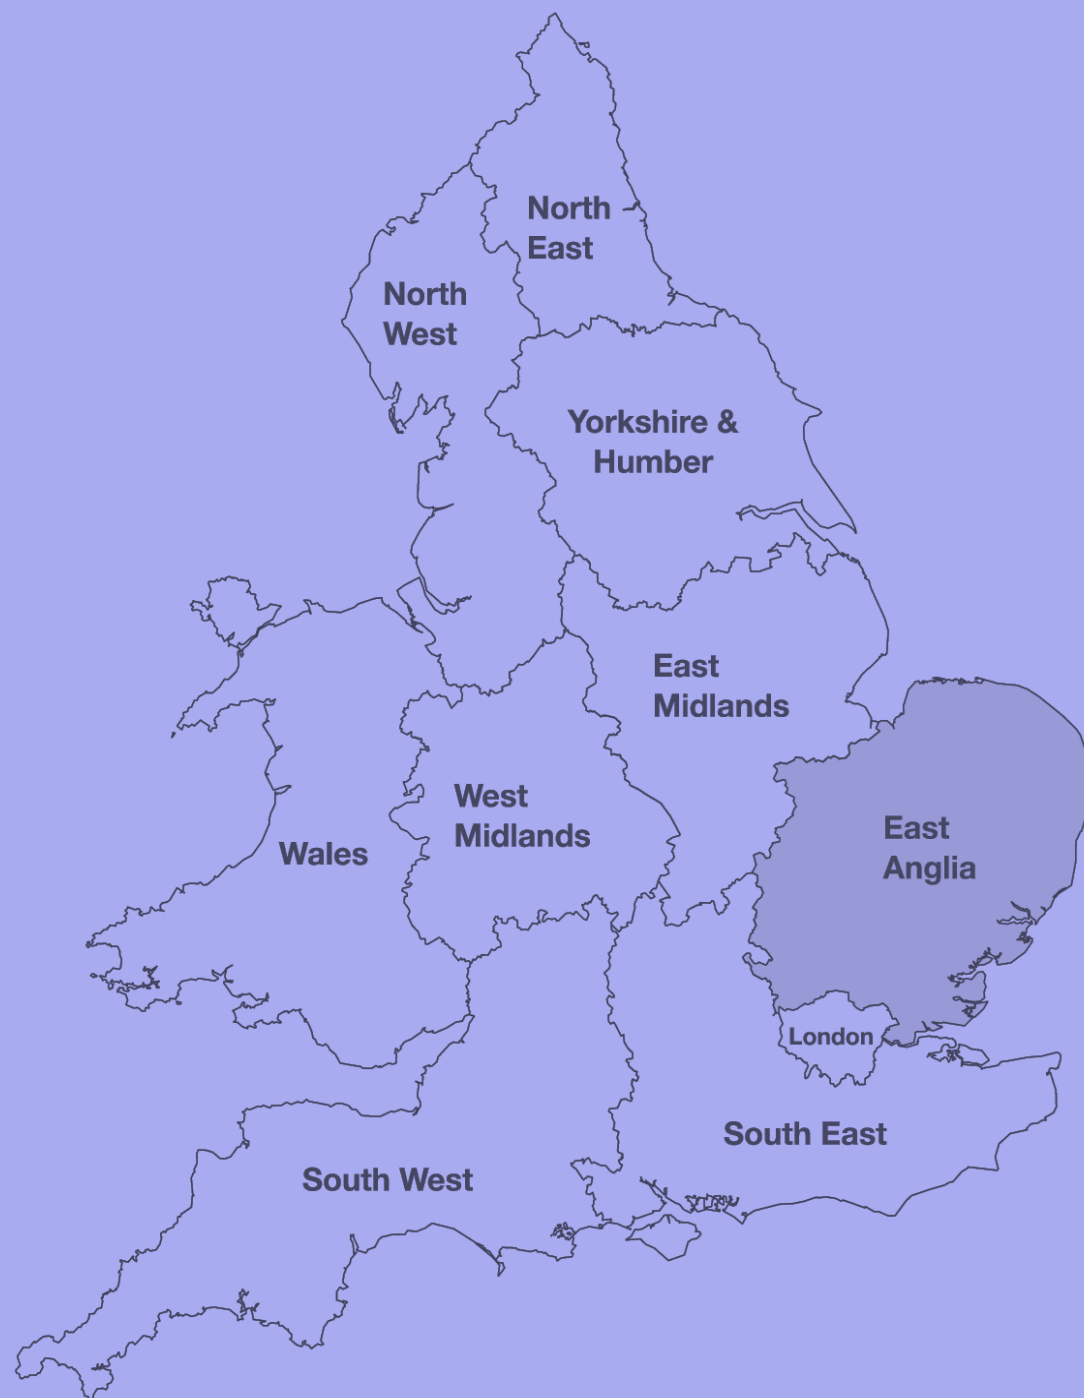 North
East
North
West
Yorkshire &
Humber
East
Midlands
West
Midlands
East
Anglia
Wales
London
South East
South West